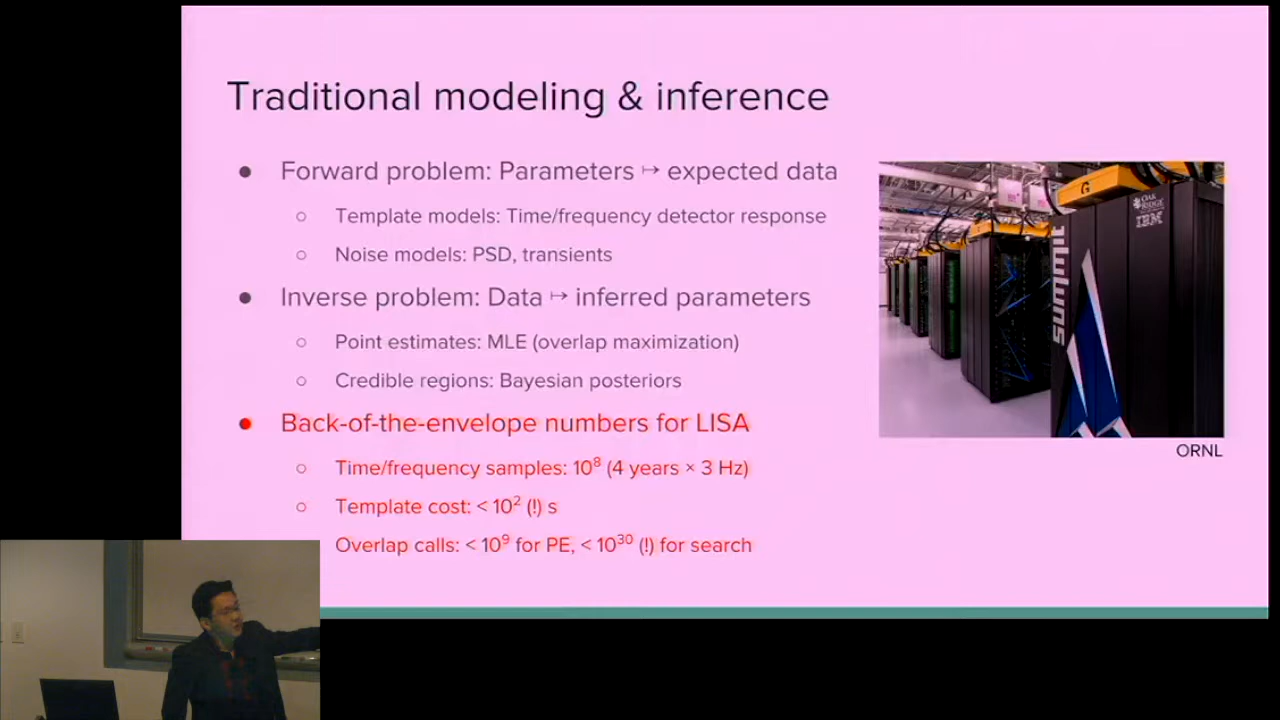 Traditional modeling & inference
● Forward problem: Parameters ↦ expected data
○ Template models: Time/frequency detector response
○ Noise models: PSD, transients
● Inverse problem: Data ↦ inferred parameters
○ Point estimates: MLE (overlap maximization)
○ Credible regions: Bayesian posteriors
● Back-of-the-envelope numbers for LISA
○ Time/frequency samples: 10⁸ (4 years × 3 Hz)
○ Template cost: < 10² (!) s
Overlap calls: < 10⁹ for PE, < 10³⁰ (!) for search
G
OAK RIDGE
IBM
summit
ORNL